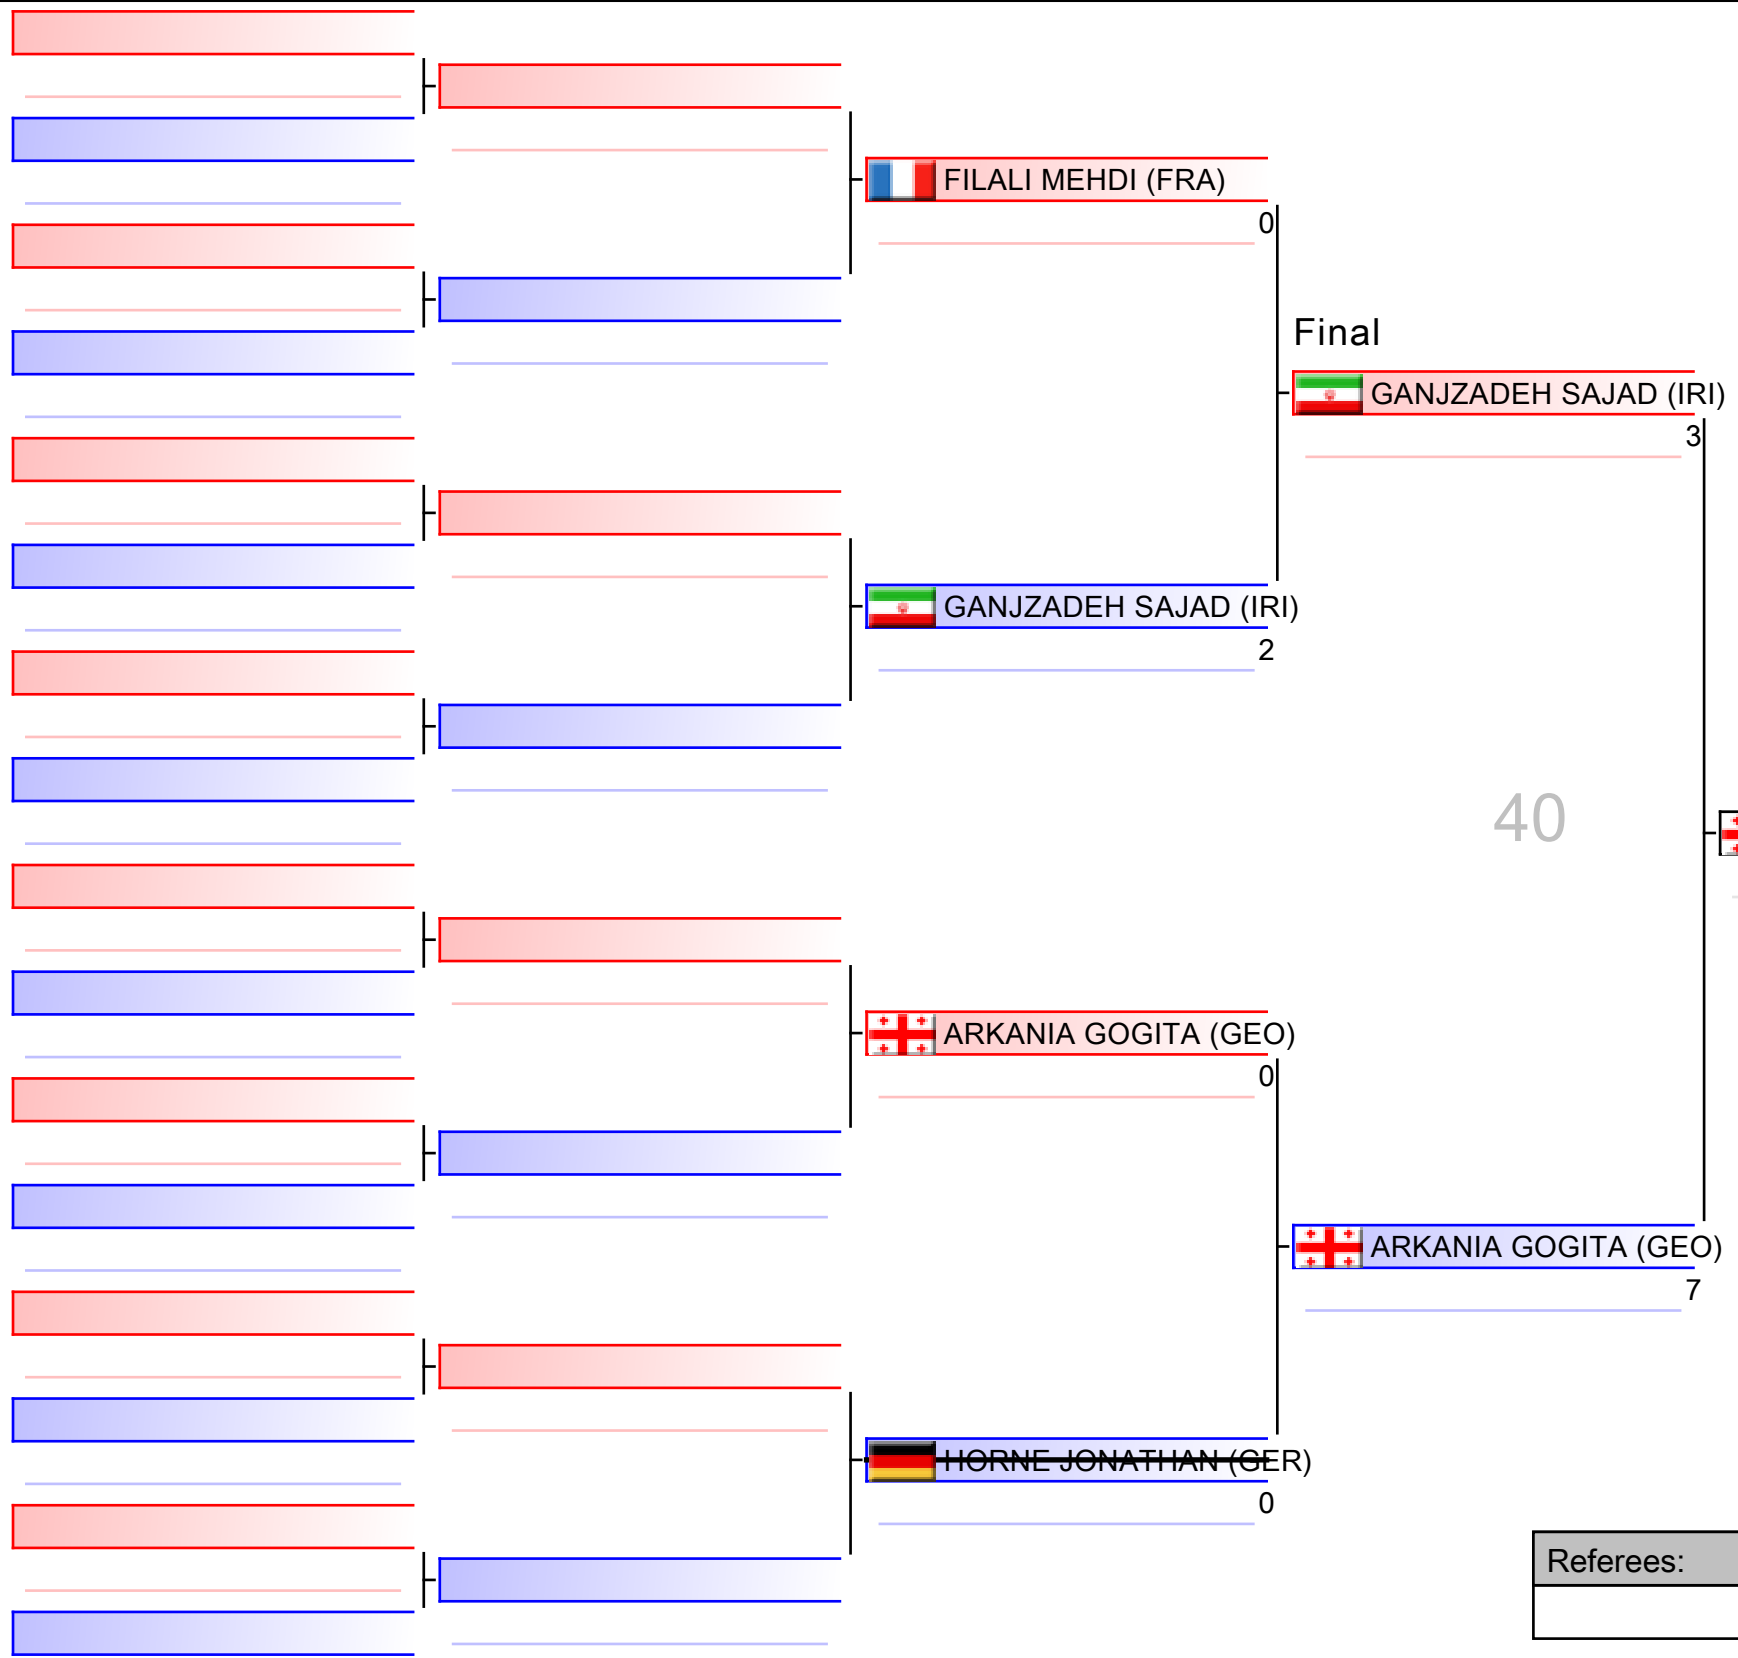 FILALI MEHDI (FRA)
0
Final
GANJZADEH SAJAD (IRI)
3
GANJZADEH SAJAD (IRI)
2
40
ARKANIA GOGITA (GEO)
0
ARKANIA GOGITA (GEO)
7
HORNE JONATHAN (GER)
0
Referees: